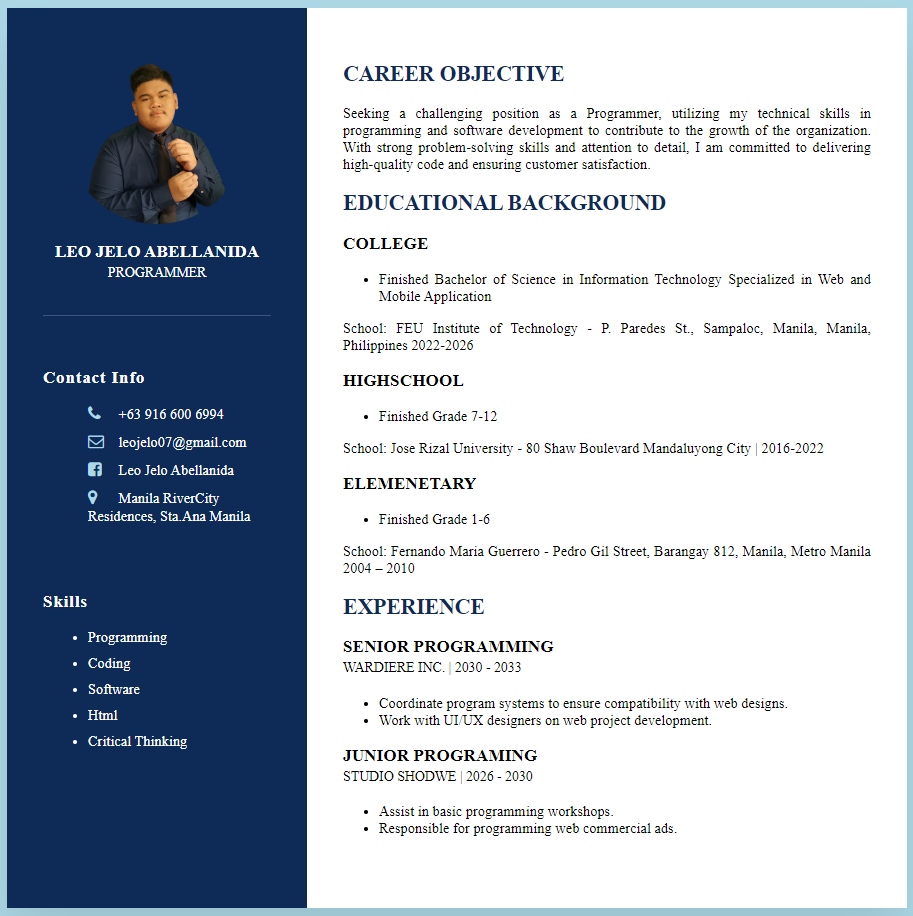 LEO JELO ABELLANIDA
PROGRAMMER
Contact Info
+63 916 600 6994
leojelo07@gmail.com
Leo Jelo Abellanida
Manila RiverCity
Residences, Sta.Ana Manila
Skills
• Programming
• Coding
• Software
• Html
• Critical Thinking
CAREER OBJECTIVE
Seeking a challenging position as a Programmer, utilizing my technical skills in
programming and software development to contribute to the growth of the organization.
With strong problem-solving skills and attention to detail, I am committed to delivering
high-quality code and ensuring customer satisfaction.
EDUCATIONAL BACKGROUND
COLLEGE
• Finished Bachelor of Science in Information Technology Specialized in Web and
Mobile Application
School: FEU Institute of Technology - P. Paredes St., Sampaloc, Manila, Manila,
Philippines 2022-2026
HIGHSCHOOL
• Finished Grade 7-12
School: Jose Rizal University - 80 Shaw Boulevard Mandaluyong City | 2016-2022
ELEMENETARY
• Finished Grade 1-6
School: Fernando Maria Guerrero - Pedro Gil Street, Barangay 812, Manila, Metro Manila
2004 – 2010
EXPERIENCE
SENIOR PROGRAMMING
WARDIERE INC. | 2030 - 2033
• Coordinate program systems to ensure compatibility with web designs.
• Work with UI/UX designers on web project development.
JUNIOR PROGRAMING
STUDIO SHODWE | 2026 - 2030
• Assist in basic programming workshops.
• Responsible for programming web commercial ads.